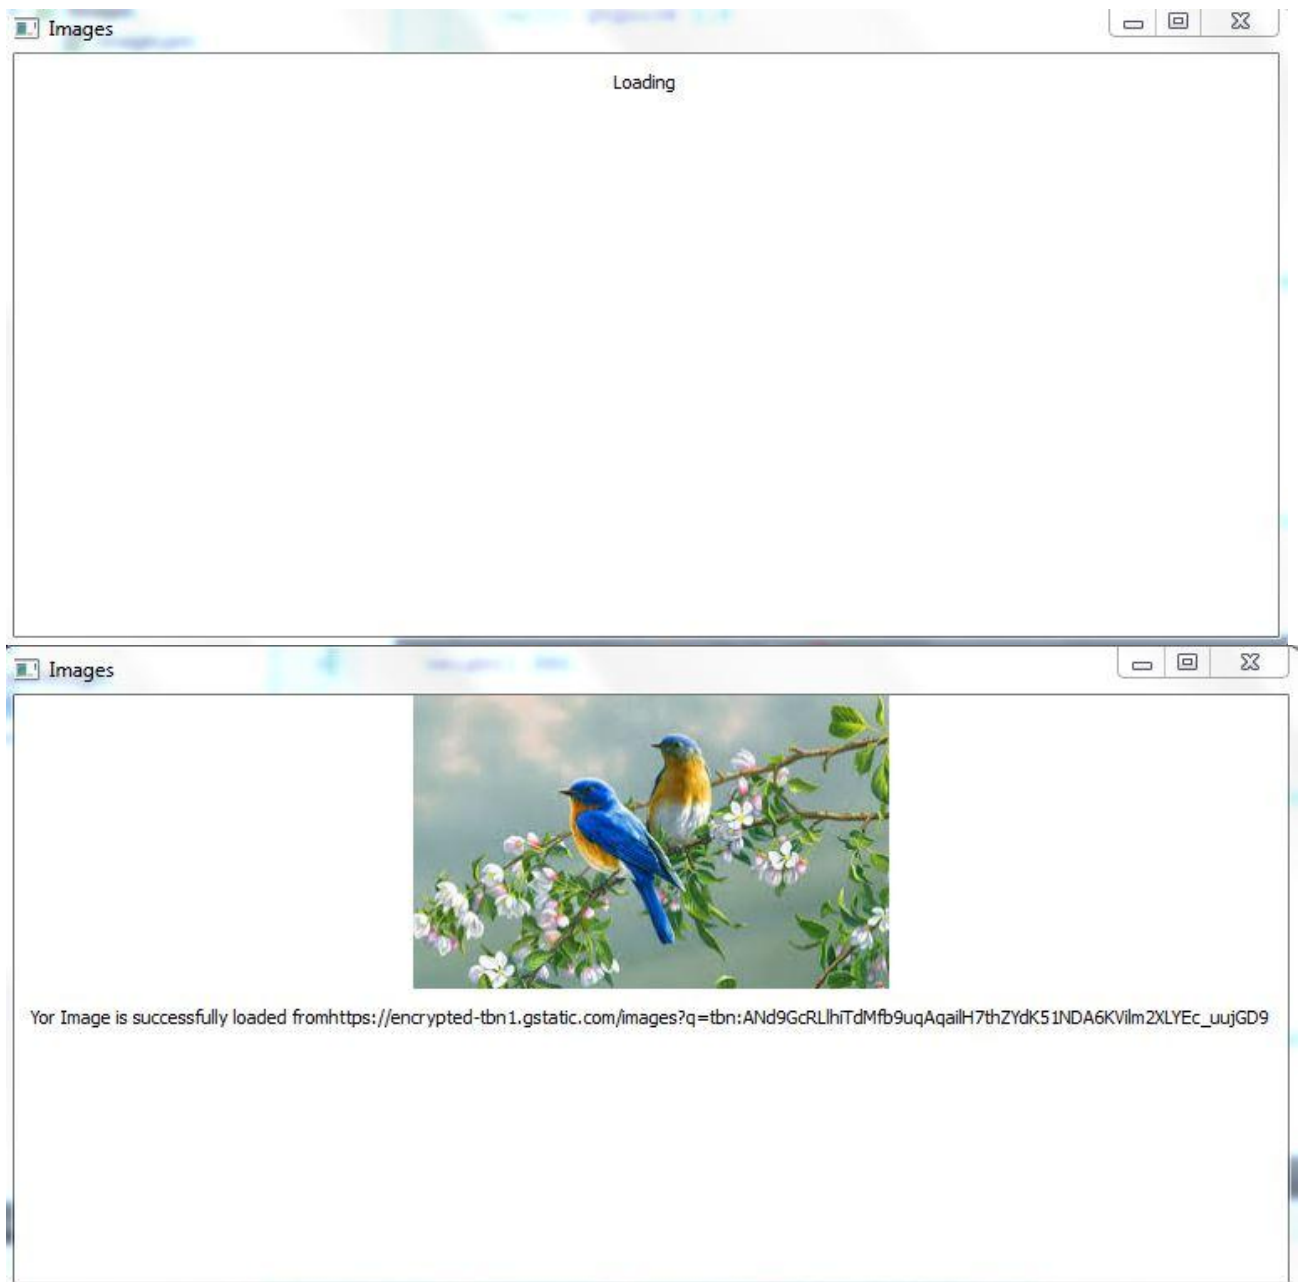 Images
Loading
Images
Yor Image is successfully loaded fromhttps://encrypted-tbn1.gstatic.com/images?q=tbn:ANd9GcRLlhiTdMfb9uqAqailH7thZYdK51NDA6KVilm2XLYEc_uujGD9